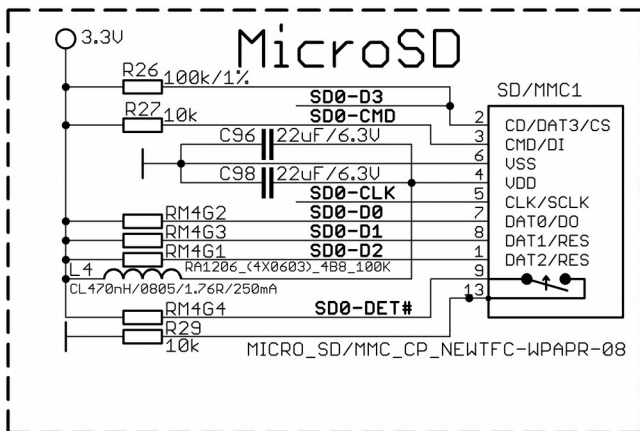 3.3V
MicroSD
R26
100k/1%
SD0-D3
R27
10k
SD0-CMD
C96
22uF/6.3V
C98
22uF/6.3V
SD0-CLK
RM4G2
SD0-D0
RM4G3
SD0-D1
RM4G1
SD0-D2
L4
RA1206_(4X0603)_4B8_100K
CL470nH/0805/1.76R/250mA
RM4G4
SD0-DET#
R29
10k
SD/MMC1
2
CD/DAT3/CS
3
CMD/DI
6
VSS
4
VDD
5
CLK/SCLK
7
DAT0/DO
8
DAT1/RES
1
DAT2/RES
9
13
MICRO_SD/MMC_CP_NEWTFC-WPAPR-08